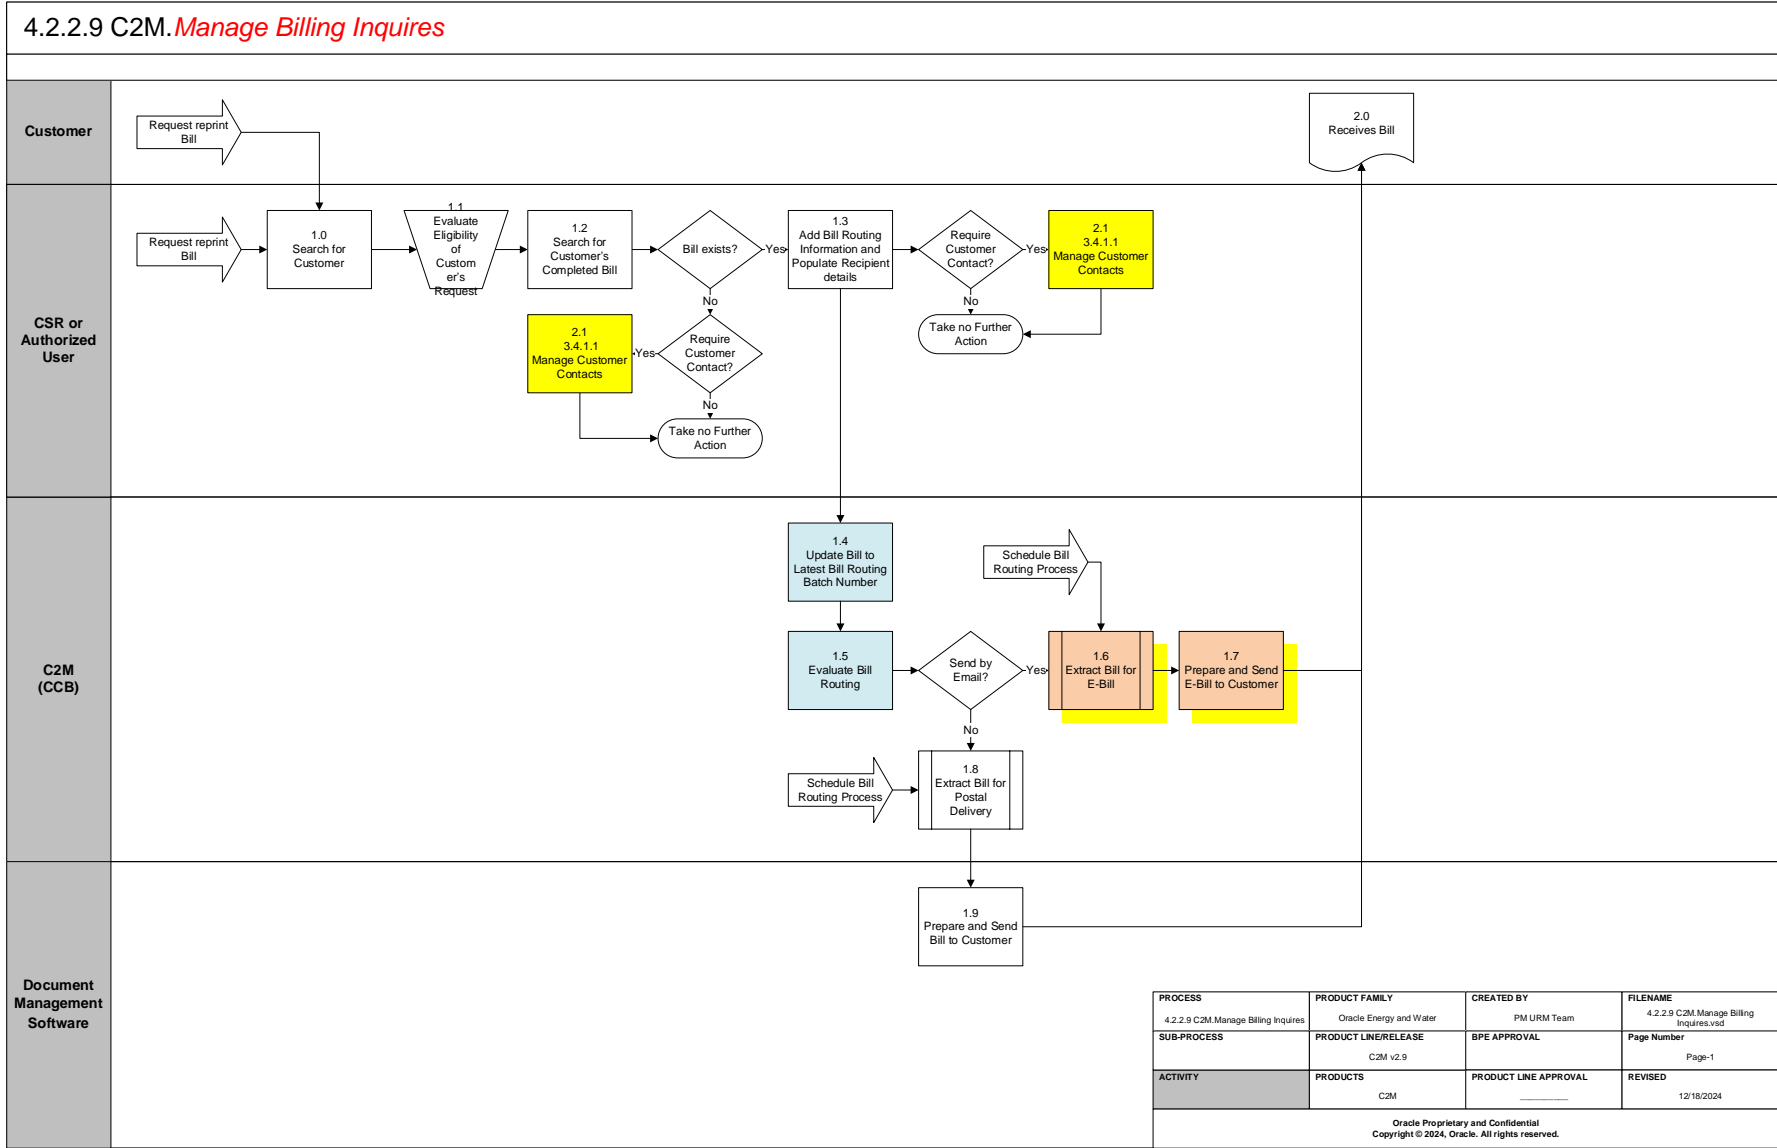 4.2.2.9 C2M.Manage Billing Inquires
Customer
Request reprint
Bill
2.0
Receives Bill
CSR or
Authorized
User
Request reprint
Bill
1.0
Search for
Customer
1.1
Evaluate
Eligibility
of
Custom
er's
Request
1.2
Search for
Customer's
Completed Bill
Bill exists?
Yes
1.3
Add Bill Routing
Information and
Populate Recipient
details
Require
Customer
Contact?
Yes
2.1
3.4.1.1
Manage Customer
Contacts
No
Take no Further
Action
No
Require
Customer
Contact?
Yes
2.1
3.4.1.1
Manage Customer
Contacts
No
Take no Further
Action
C2M
(CCB)
1.4
Update Bill to
Latest Bill Routing
Batch Number
Schedule Bill
Routing Process
1.5
Evaluate Bill
Routing
Send by
Email?
Yes
1.6
Extract Bill for
E-Bill
1.7
Prepare and Send
E-Bill to Customer
No
Schedule Bill
Routing Process
1.8
Extract Bill for
Postal
Delivery
Document
Management
Software
1.9
Prepare and Send
Bill to Customer
PROCESS
4.2.2.9 C2M.Manage Billing Inquires
PRODUCT FAMILY
Oracle Energy and Water
CREATED BY
PM URM Team
FILENAME
4.2.2.9 C2M.Manage Billing
Inquires.vsd
SUB-PROCESS
PRODUCT LINE/RELEASE
C2M v2.9
BPE APPROVAL
Page Number
Page-1
ACTIVITY
PRODUCTS
C2M
PRODUCT LINE APPROVAL
___________
REVISED
12/18/2024
Oracle Proprietary and Confidential
Copyright © 2024, Oracle. All rights reserved.